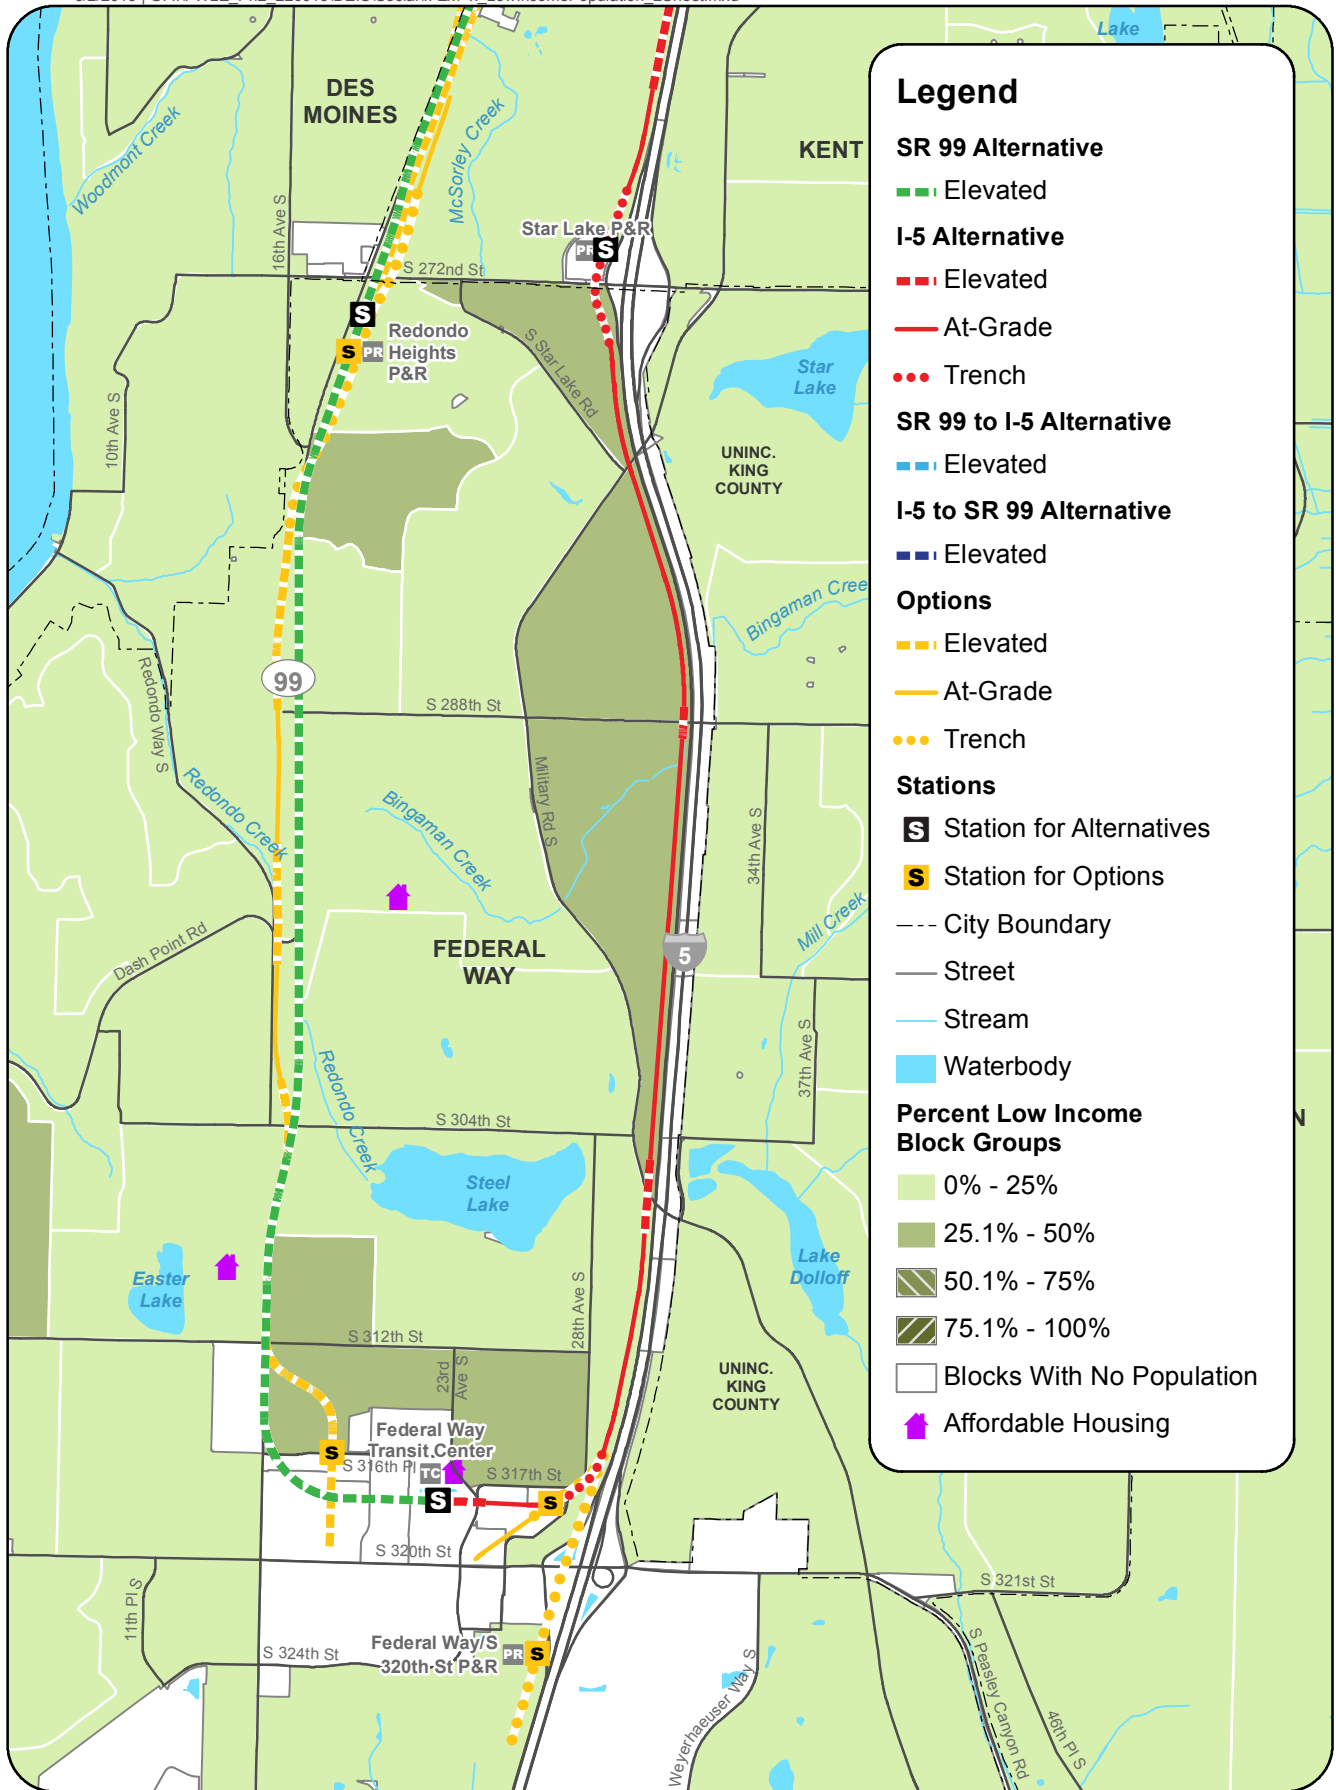 Lake
DES
MOINES
KENT
Woodmont Creek
McSorley Creek
16th Ave S
Star Lake P&R
PR
S
S 272nd St
S
Redondo
Heights
P&R
S
PR
S Star Lake Rd
Star
Lake
10th Ave S
UNINC.
KING
COUNTY
Bingaman Cree
Redondo Way S
99
S 288th St
Redondo Creek
Bingaman Creek
Military Rd S
34th Ave S
Mill Creek
FEDERAL
WAY
5
Dash Point Rd
37th Ave S
Redondo Creek
S 304th St
N
Steel
Lake
Easter
Lake
Lake
Dolloff
28th Ave S
S 312th St
23rd
Ave S
UNINC.
KING
COUNTY
Federal Way
Transit Center
S
S 316th Pl
TC
S 317th St
S
S
S 320th St
S 321st St
11th Pl S
S 324th St
Federal Way/S
320th St P&R
PR
S
Weyerhaeuser Way S
S Peasley Canyon Rd
46th Pl S
Legend
SR 99 Alternative
Elevated
I-5 Alternative
Elevated
At-Grade
Trench
SR 99 to I-5 Alternative
Elevated
I-5 to SR 99 Alternative
Elevated
Options
Elevated
At-Grade
Trench
Stations
S Station for Alternatives
S Station for Options
City Boundary
Street
Stream
Waterbody
Percent Low Income
Block Groups
0% - 25%
25.1% - 50%
50.1% - 75%
75.1% - 100%
Blocks With No Population
Affordable Housing